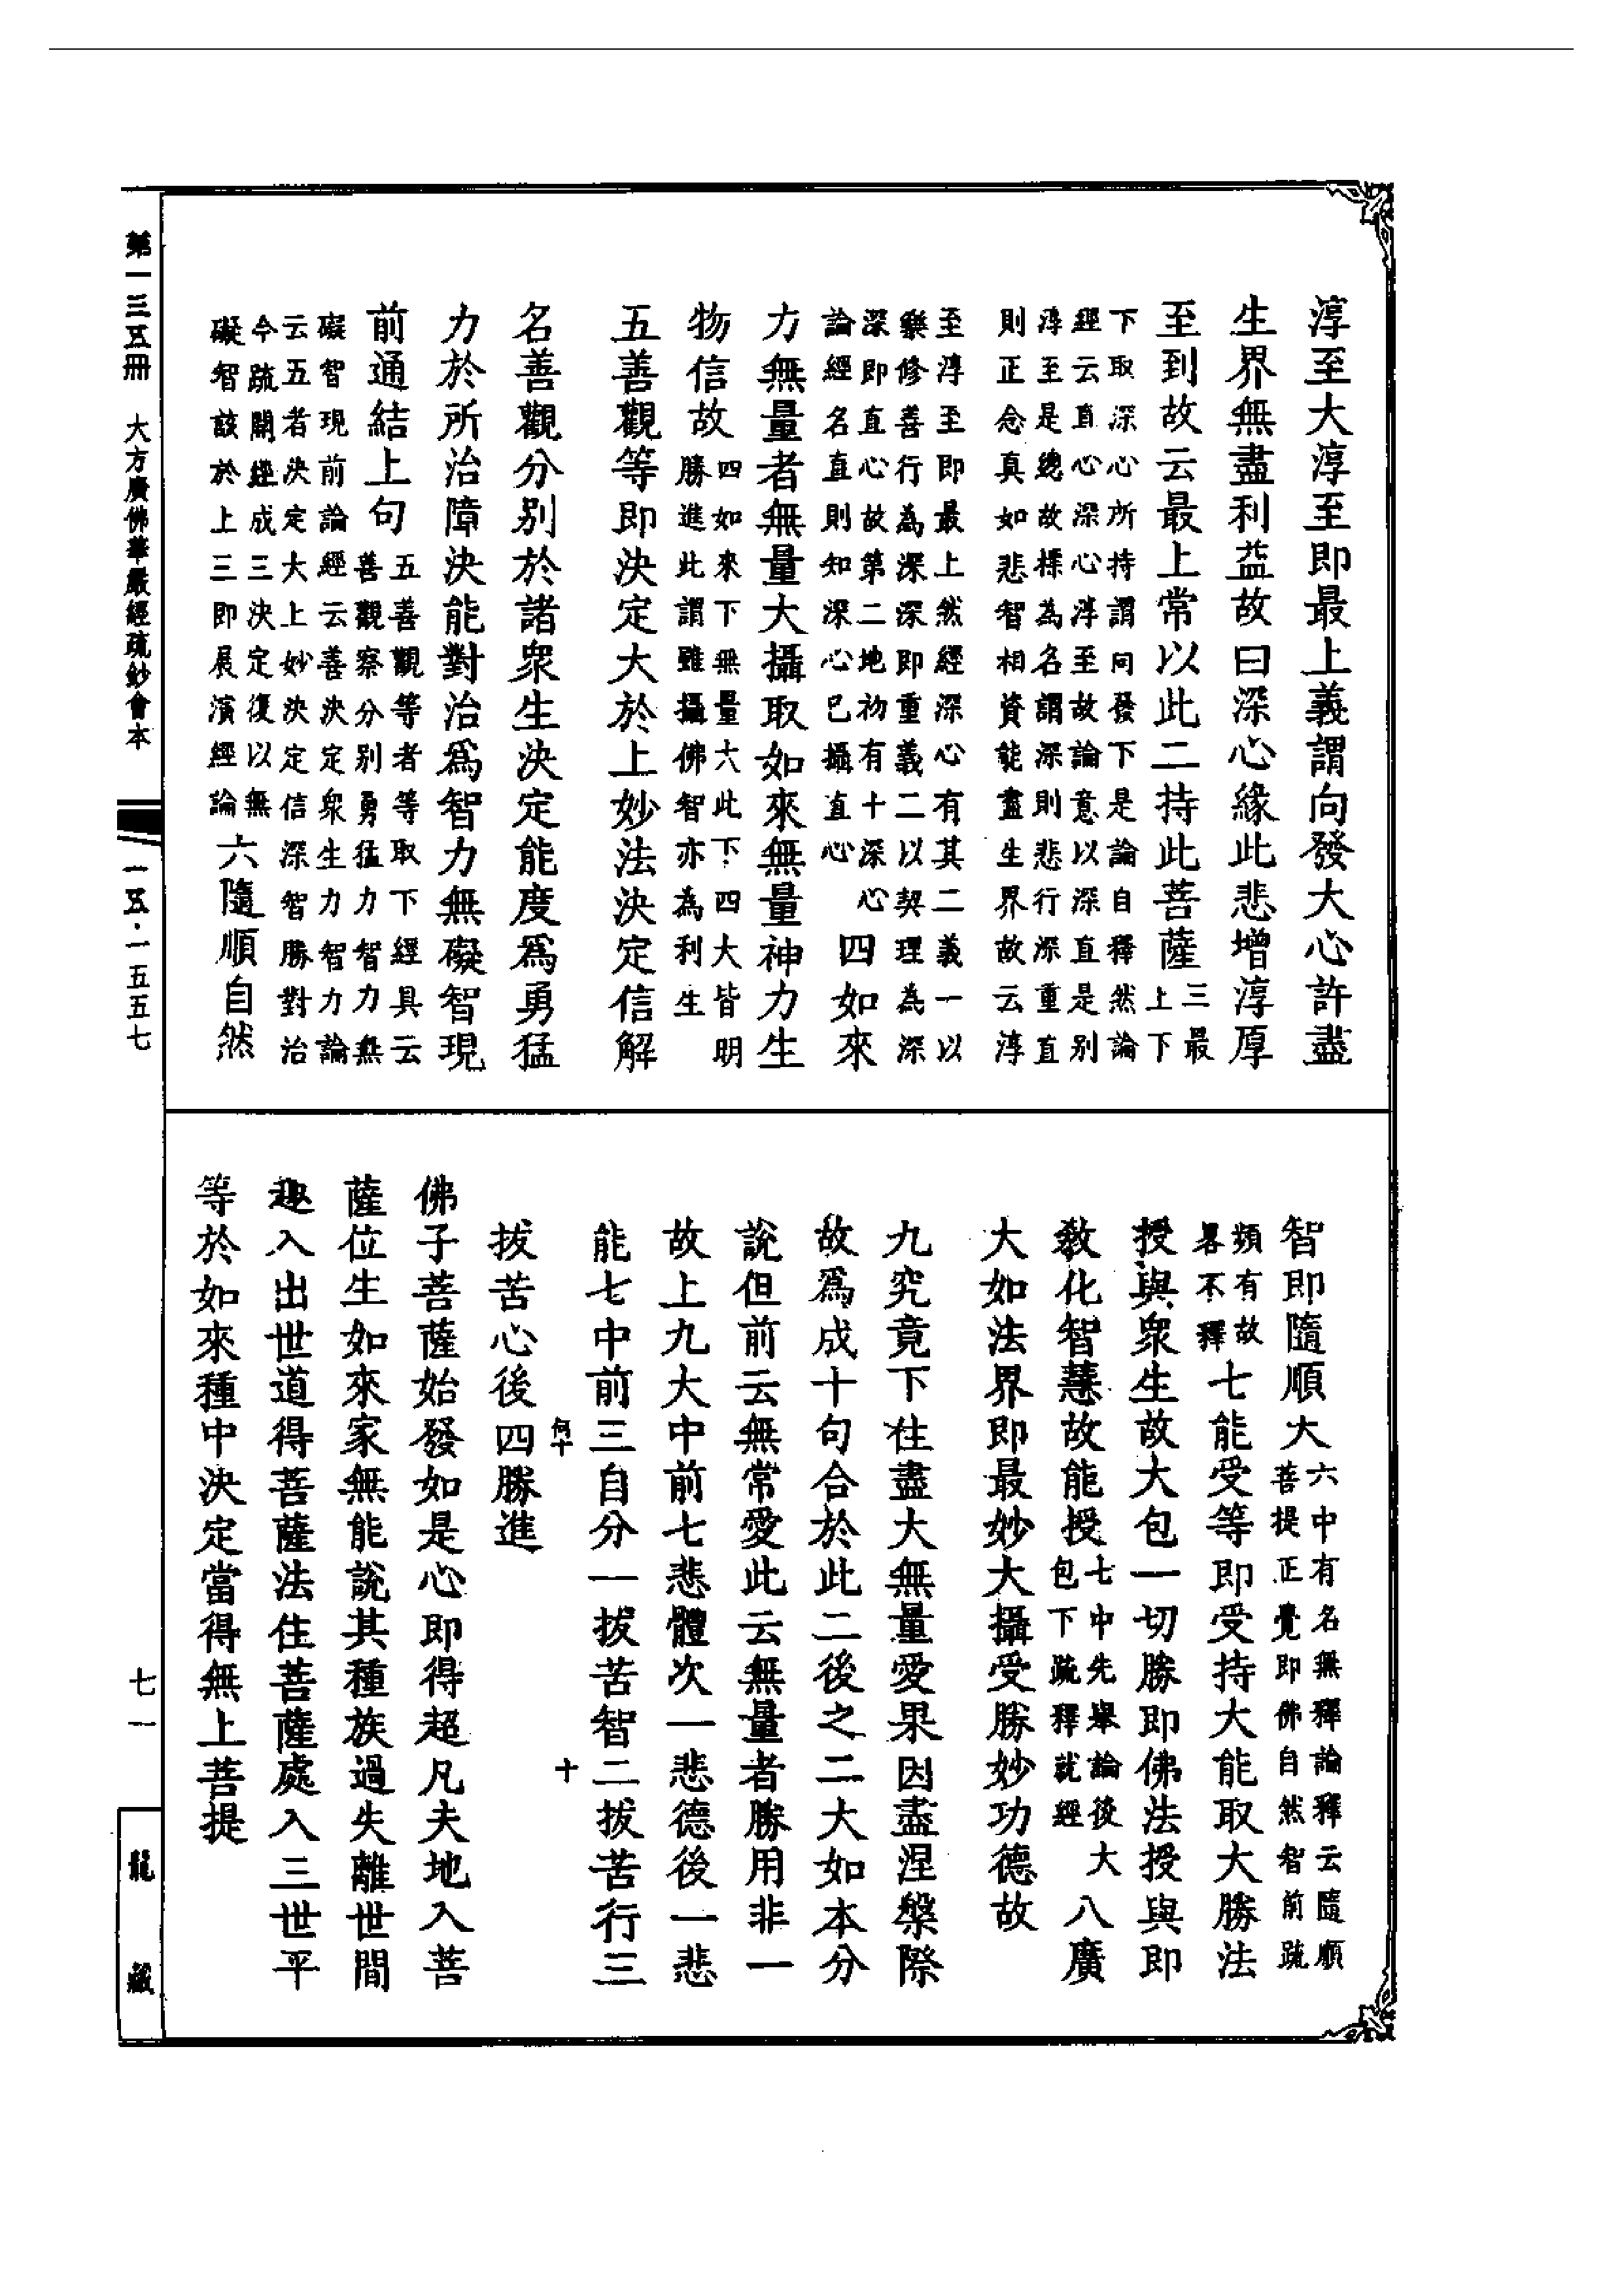 淳至大淳至即最上義謂向發大心許盡
生界無盡利益故曰深心緣此悲增淳厚
至到故云最上常以此二持此菩薩三最
上下
下取深心所持謂向發下是論自釋然論
經云直心深心淳至故論意以深直是別
淳至是總故標為名謂深則悲行深重直
則正念真如悲智相資能盡生界故云淳
至淳至即最上然經深心有其二義一以
樂修善行為深深即重義二以契理為深
深即直心故第二地初有十深心
論經名直則知深心已攝直心
四如來
力無量者無量大攝取如來無量神力生
物信故
四如來下無量六此下四大皆明
勝進此謂雖攝佛智亦為利生
五善觀等即決定大於上妙法決定信解
名善觀分別於諸衆生決定能度爲勇猛
力於所治障決能對治爲智力無礙智現
前通結上句
五善觀等者等取下經具云
善觀察分別勇猛力智力無
礙智現前論經云善決定衆生力智力論
云五者決定大上妙決定信深智勝對治
今疏開經成三決定復以無
礙智該於上三即展演經論
六隨順自然
智即隨順大
六中有名無釋論釋云隨順
菩提正覺即佛自然智前疏
類有故
畧不釋
七能受等即受持大能取大勝法
授與衆生故大包一切勝即佛法授與即
教化智慧故能授
七中先舉論後大
包下疏釋就經
八廣
大如法界即最妙大攝受勝妙功德故
九究竟下住盡大無量愛果因盡涅槃際
故爲成十句合於此二後之二大如本分
說但前云無常愛此云無量者勝用非一
故上九大中前七悲體次一悲德後一悲
能七中前三自分一拔苦智二拔苦行三
何十
十
拔苦心後四勝進
佛子菩薩始發如是心即得超凡夫地入菩
薩位生如來家無能說其種族過失離世間
趣入出世道得菩薩法住菩薩處入三世平
等於如來種中決定當得無上菩提
第一三五冊 大方廣佛華嚴經疏鈔會本
一五·一五五七
七一
龍藏